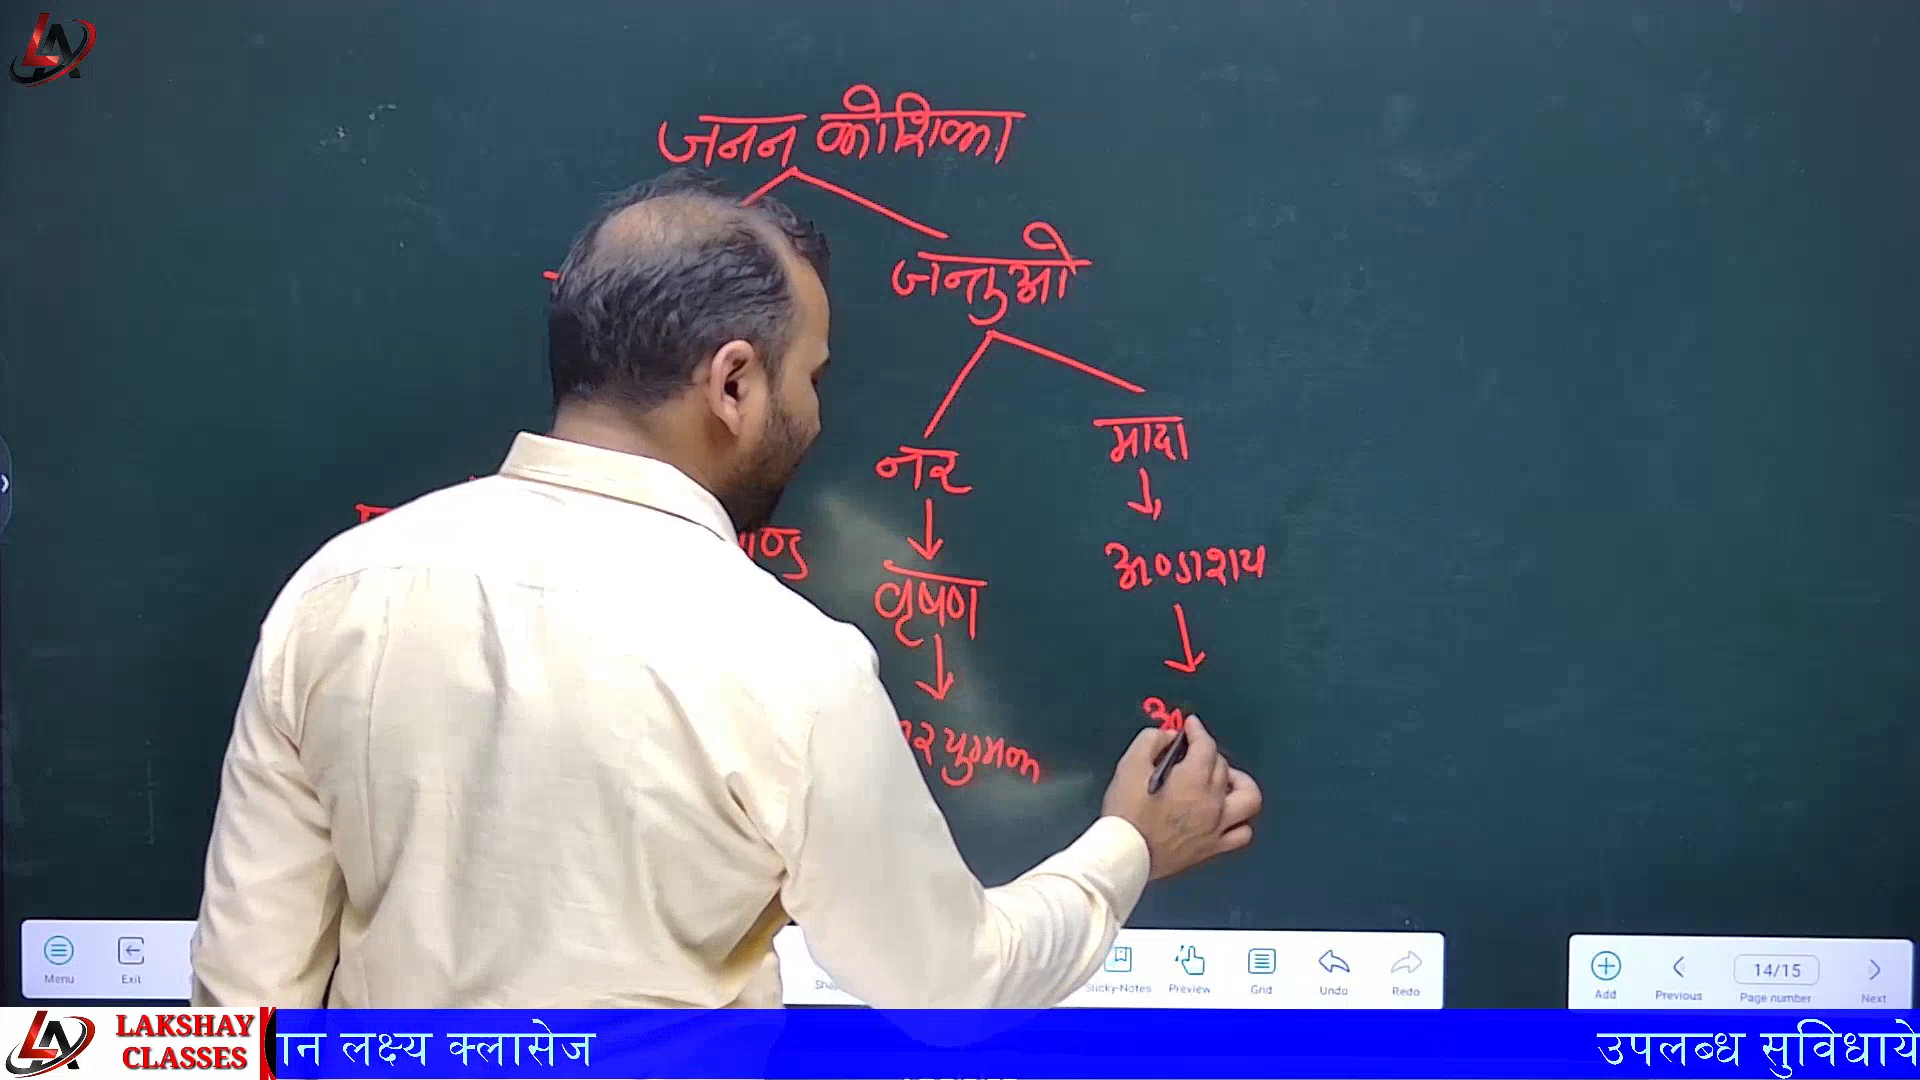 जनन कोशिका
जन्तुओ
नर
मादा
वृषण
अण्डाशय
युग्मक
Menu
Exit
Sticky-Notes
Preview
Grid
Undo
Redo
Add
Previous
14/15
Page number
Next
LAKSHAY
CLASSES
लक्ष्य क्लासेज
उपलब्ध सुविधाये